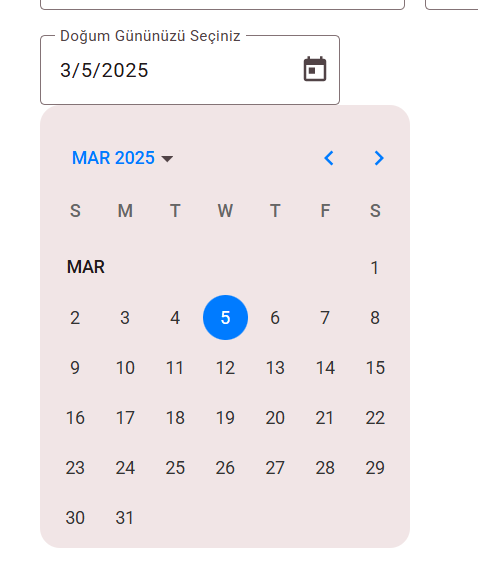 Doğum Gününüzü Seçiniz
3/5/2025
MAR 2025
S M T W T F S
MAR 1
2 3 4 5 6 7 8
9 10 11 12 13 14 15
16 17 18 19 20 21 22
23 24 25 26 27 28 29
30 31